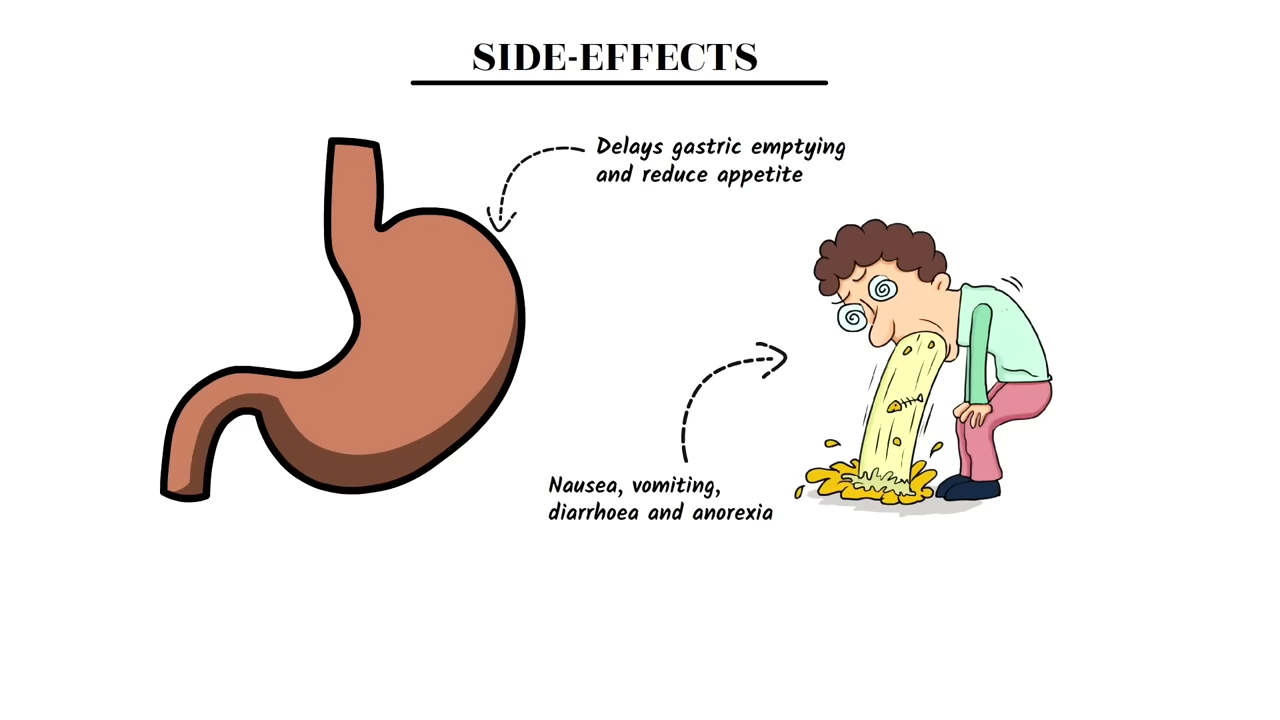 SIDE-EFFECTS
Delays gastric emptying
and reduce appetite
Nausea, vomiting,
diarrhoea and anorexia